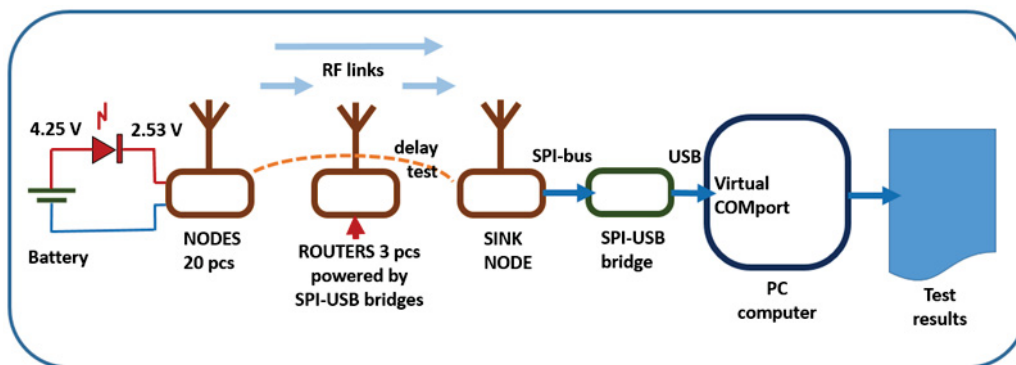 RF links
4.25 V
2.53 V
delay
test
SPI-bus
USB
Virtual
COMport
Battery
NODES
20 pcs
ROUTERS 3 pcs
powered by
SPI-USB bridges
SINK
NODE
SPI-USB
bridge
PC
computer
Test
results